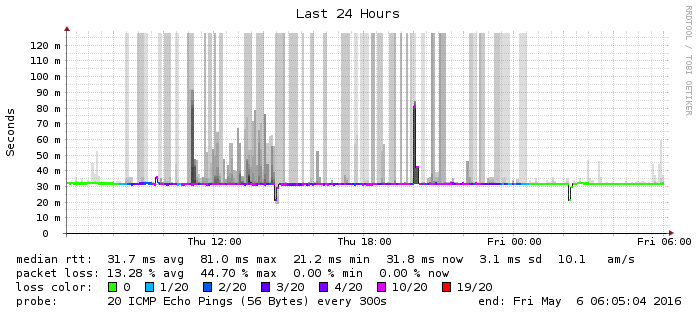 Last 24 Hours
RRDTOOL / TOBI OETIKER
Seconds
120 m
110 m
100 m
90 m
80 m
70 m
60 m
50 m
40 m
30 m
20 m
10 m
0
Thu 12:00 Thu 18:00 Fri 00:00 Fri 06:00
median rtt: 31.7 ms avg 81.0 ms max 21.2 ms min 31.8 ms now 3.1 ms sd 10.1 am/s
packet loss: 13.28 % avg 44.70 % max 0.00 % min 0.00 % now
loss color: 0 1/20 2/20 3/20 4/20 10/20 19/20
probe: 20 ICMP Echo Pings (56 Bytes) every 300s end: Fri May 6 06:05:04 2016